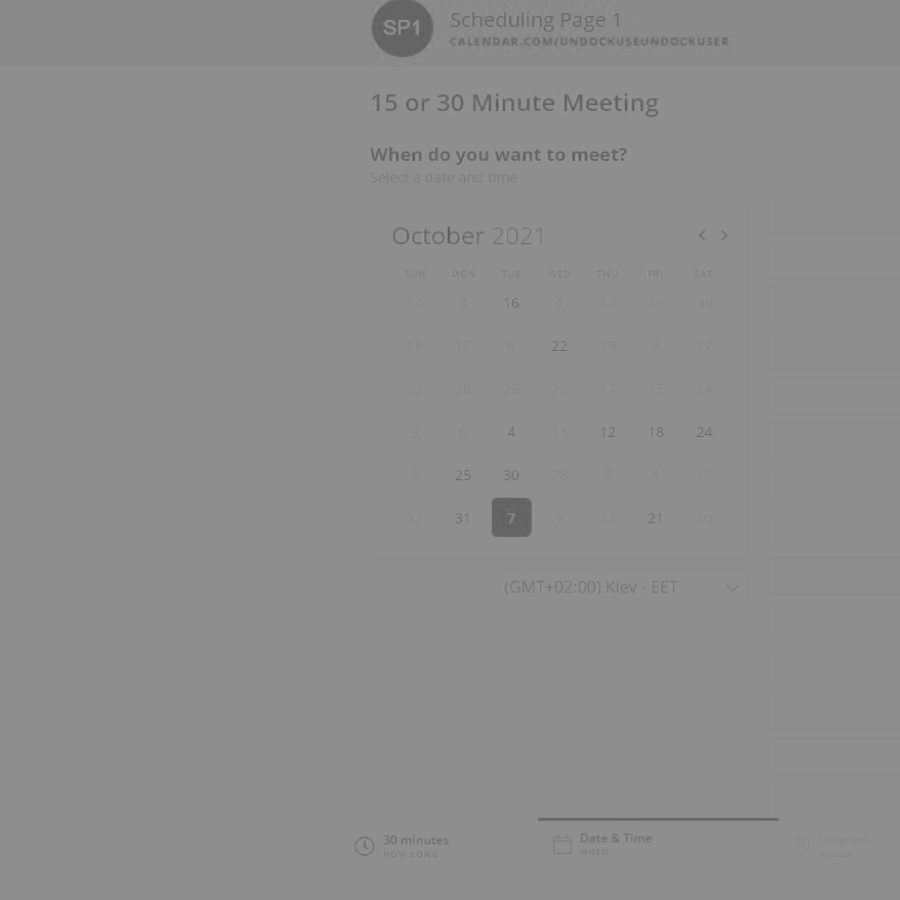 SP1
Scheduling Page 1
CALENDAR.COM/UNDOCKUSEUNDOCKUSER
15 or 30 Minute Meeting
When do you want to meet?
Select a date and time
October 2021
SUN MON TUE WED THU FRI SAT
10 3 16 1 17 19 30
18 12 6 22 29 7 27
17 28 29 20 17 17 24
9 6 4 13 12 18 24
9 25 30 28 5 1 19
27 31 7 27 21
(GMT+02:00) Kiev - EET
30 minutes
HOW LONG
Date & Time
WHEN
Location
WHERE